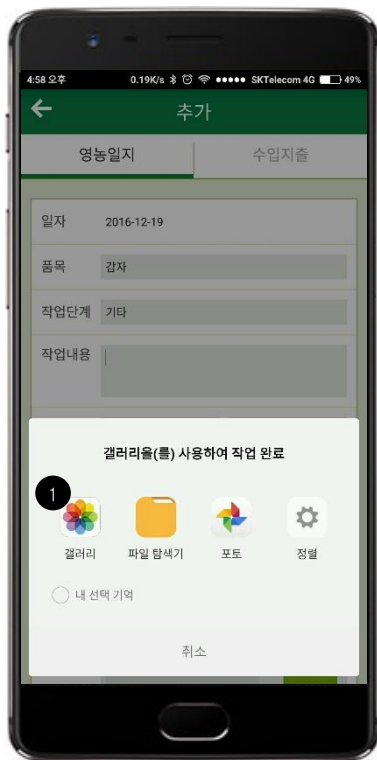 4:58 오후 0.19K/s SKTelecom 4G 49%
추가
영농일지 수입지출
일자 2016-12-19
품목 감자
작업단계 기타
작업내용
갤러리을(를) 사용하여 작업 완료
1
갤러리 파일 탐색기 포토 정렬
내 선택 기억
취소